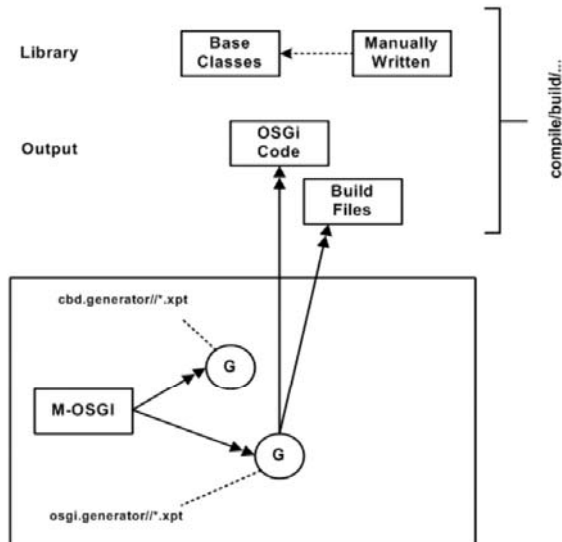 Library
Base
Classes
Manually
Written
Output
OSGi
Code
Build
Files
compile/build/...
cbd.generator//*.xpt
G
M-OSGI
G
osgi.generator//*.xpt